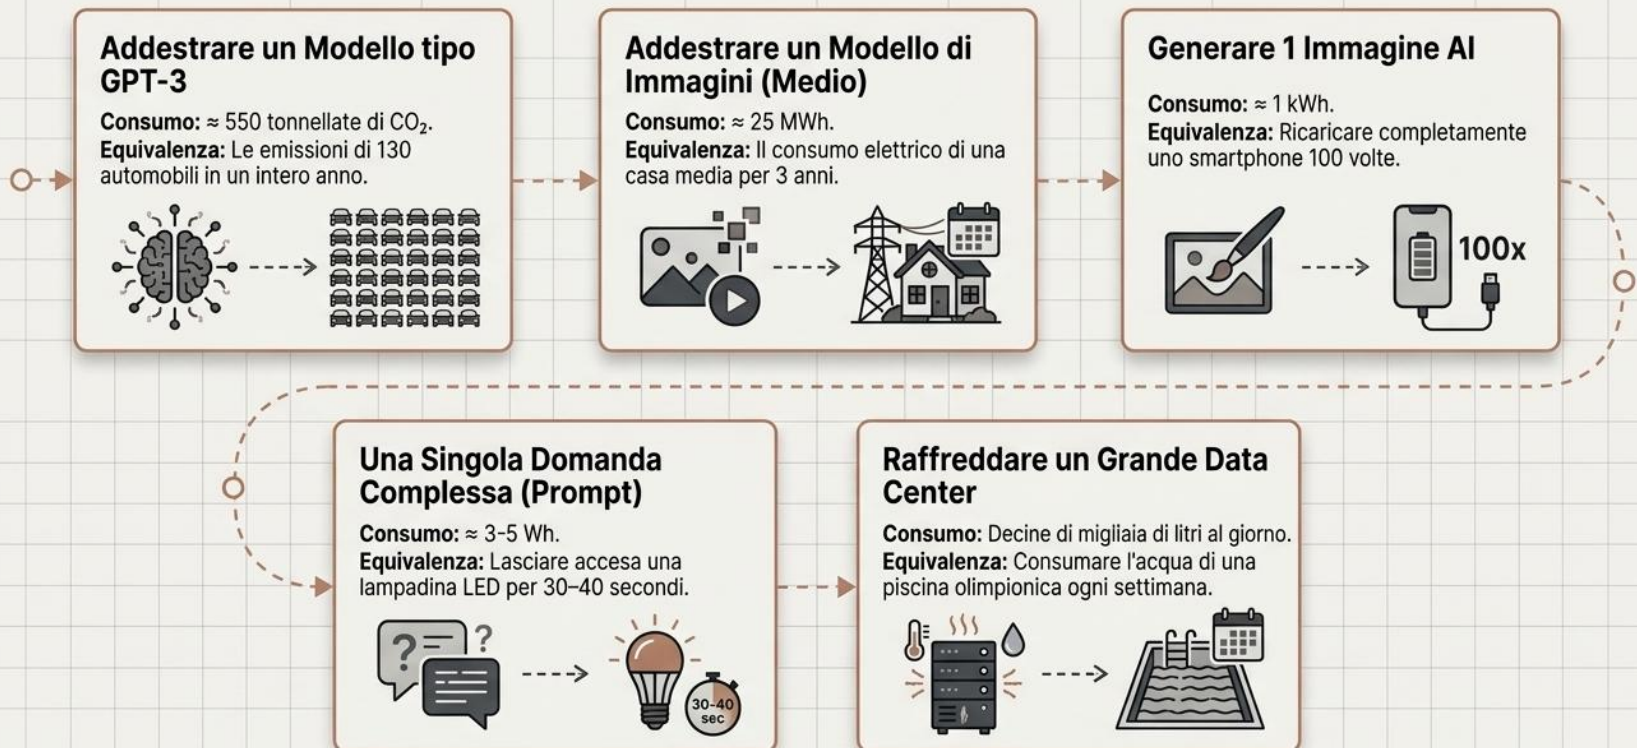 Addestrare un Modello tipo
GPT-3
Consumo: ≈ 550 tonnellate di CO₂.
Equivalenza: Le emissioni di 130
automobili in un intero anno.
Addestrare un Modello di
Immagini (Medio)
Consumo: ≈ 25 MWh.
Equivalenza: Il consumo elettrico di una
casa media per 3 anni.
Generare 1 Immagine AI
Consumo: ≈ 1 kWh.
Equivalenza: Ricaricare completamente
uno smartphone 100 volte.
100x
Una Singola Domanda
Complessa (Prompt)
Consumo: ≈ 3-5 Wh.
Equivalenza: Lasciare accesa una
lampadina LED per 30–40 secondi.
? ?
30-40
sec
Raffreddare un Grande Data
Center
Consumo: Decine di migliaia di litri al giorno.
Equivalenza: Consumare l'acqua di una
piscina olimpionica ogni settimana.